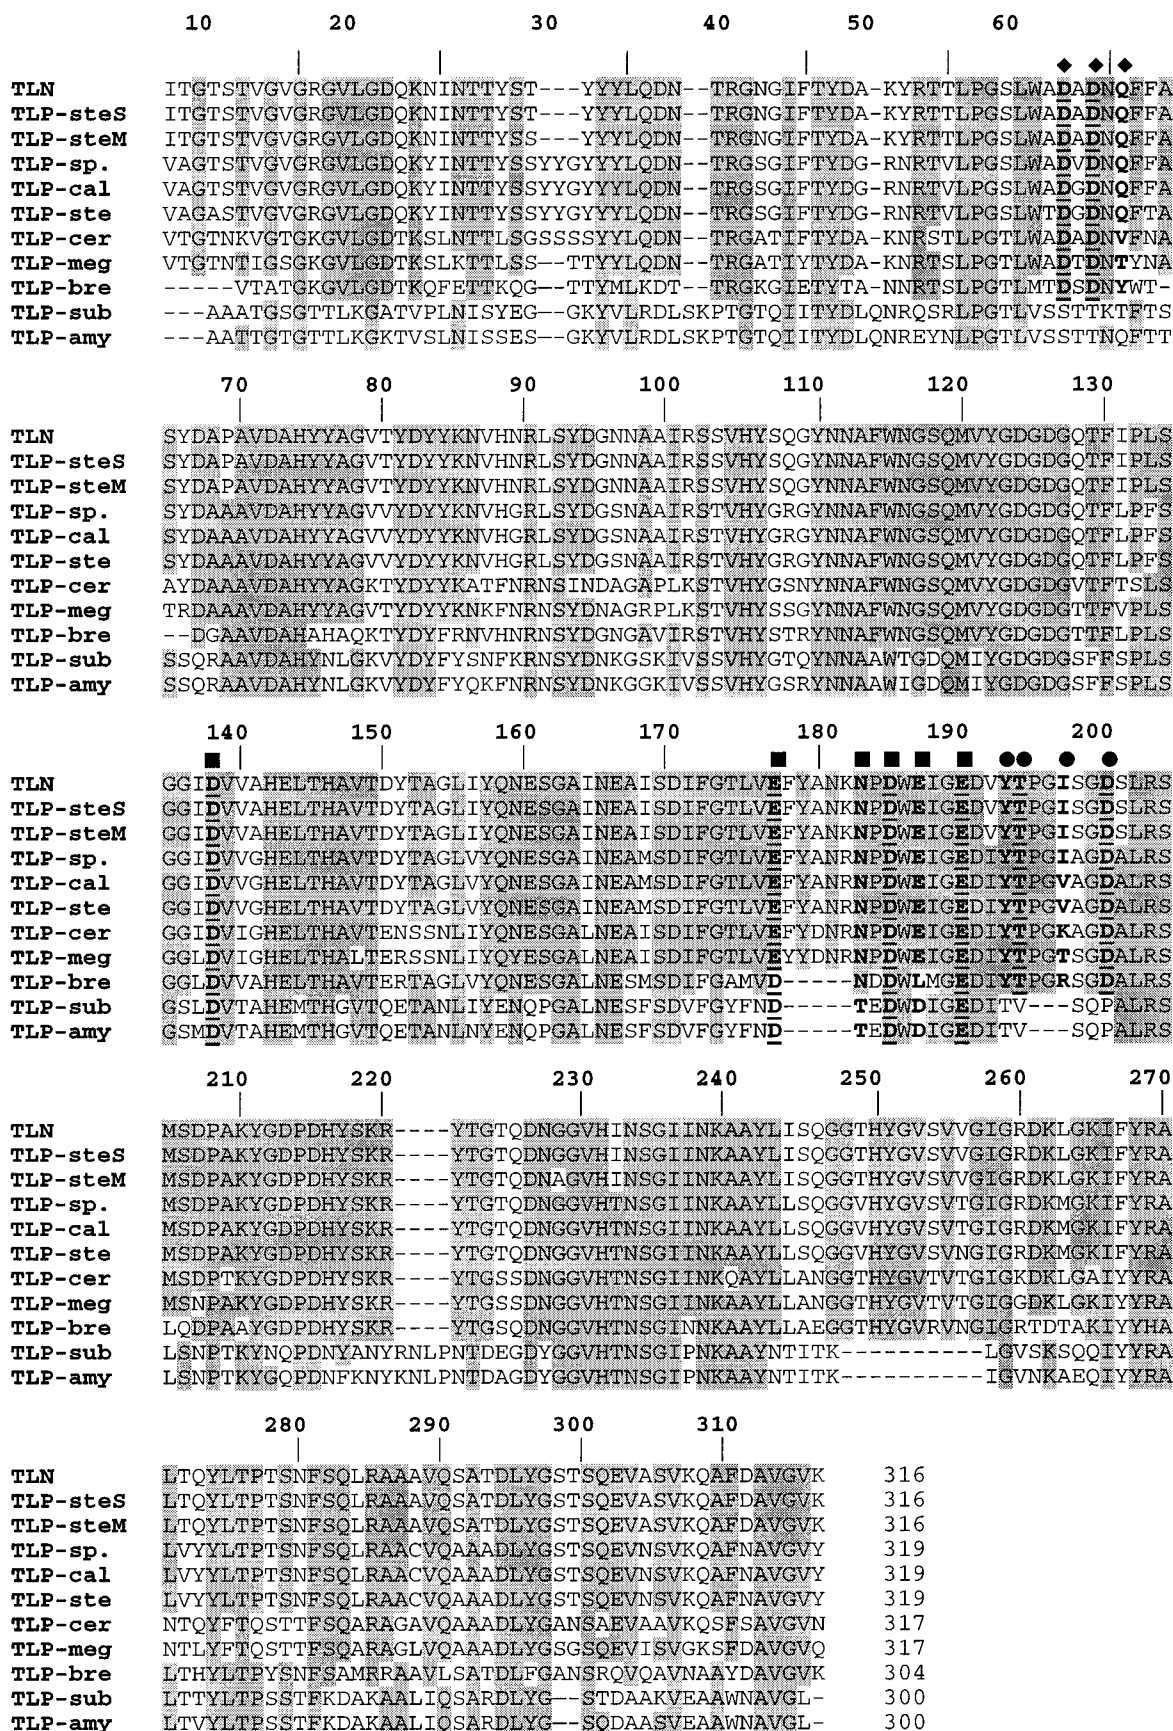 10 20 30 40 50 60
◆ ◆ ◆
TLN ITGTSTVGVGRGVLGDQKNINTTYST---YYYLQDN--TRGNGIFTYDA-KYRTTLPGSLWADADNQFFA
TLP-steS ITGTSTVGVGRGVLGDQKNINTTYST---YYYLQDN--TRGNGIFTYDA-KYRTTLPGSLWADADNQFFA
TLP-steM ITGTSTVGVGRGVLGDQKNINTTYST---YYYLQDN--TRGNGIFTYDA-KYRTTLPGSLWADADNQFFA
TLP-sp. VAGTSTVGVGRGVLGDQKYINTTYSSYYGYYYLQDN--TRGSGIFTYDG-RNRTVLPGSLWADVDNQFFA
TLP-cal VAGTSTVGVGRGVLGDQKYINTTYSSYYGYYYLQDN--TRGSGIFTYDG-RNRTVLPGSLWADGDNQFFA
TLP-ste VAGASTVGVGRGVLGDQKYINTTYSSYYGYYYLQDN--TRGSGIFTYDG-RNRTVLPGSLWTDGDNQFTA
TLP-cer VTGTNKVGTGKGVLGDTKSLNTTLSGSSSYYYLQDN--TRGATIFTYDA-KNRSTLPGTLWADADNVFNA
TLP-meg VTGTNTIGSGKGVLGDTKSLKTTLSS--TTYYLQDN--TRGATIYTYDA-KNRTSLPGTLWADTDNTYNA
TLP-bre -----VTATGKGVLGDTKQFETTKQG--TTYMLKDT--TRGKGIETYTA-NNRTSLPGTLMTDSDNYWT-
TLP-sub ---AAATGSGTTLKGATVPLNISYEG--GKYVLRDLSKPTGTQIITYDLQNRQSRLPGTLVSSTTKTFTS
TLP-amy ---AATTGTGTTLKGKTVSLNISSES--GKYVLRDLSKPTGTQIITYDLQNREYNLPGTLVSSTTNQFTT
70 80 90 100 110 120 130
TLN SYDAPAVDAHYYAGVTYDYYKNVHNRLSYDGNNAAIRSSVHYSQGYNNAFWNGSQMVYGDGDGQTFIPLS
TLP-steS SYDAPAVDAHYYAGVTYDYYKNVHNRLSYDGNNAAIRSSVHYSQGYNNAFWNGSQMVYGDGDGQTFIPLS
TLP-steM SYDAPAVDAHYYAGVTYDYYKNVHNRLSYDGNNAAIRSSVHYSQGYNNAFWNGSQMVYGDGDGQTFIPLS
TLP-sp. SYDAAAVDAHYYAGVVYDYYKNVHGRLSYDGSNAAIRSTVHYGRGYNNAFWNGSQMVYGDGDGQTFLPFS
TLP-cal SYDAAAVDAHYYAGVVYDYYKNVHGRLSYDGSNAAIRSTVHYGRGYNNAFWNGSQMVYGDGDGQTFLPFS
TLP-ste SYDAAAVDAHYYAGVVYDYYKNVHGRLSYDGSNAAIRSTVHYGRGYNNAFWNGSQMVYGDGDGQTFLPFS
TLP-cer AYDAAAVDAHYYAGKTYDYYKATFNRNSINDAGAPLKSTVHYGSNYNNAFWNGSQMVYGDGDGVTFTSLS
TLP-meg TRDAAAVDAHYYAGVTYDYYKNKFNRNSYDNAGRPLKSTVHYSSGYNNAFWNGSQMVYGDGDGTTFVPLS
TLP-bre --DGAAVDAHAHAQKTYDYFRNVHNRNSYDGNGAVIRSTVHYSTRYNNAFWNGSQMVYGDGDGTTFLPLS
TLP-sub SSQRAAVDAHYNLGKVYDYFYSNFKRNSYDNKGSKIVSSVHYGTQYNNAAWTGDQMIYGDGDGSFFSPLS
TLP-amy SSQRAAVDAHYNLGKVYDYFYQKFNRNSYDNKGGKIVSSVHYGSRYNNAAWIGDQMIYGDGDGSFFSPLS
140 150 160 170 180 190 200
■ ■ ■ ■ ■ ■ ● ● ● ●
TLN GGIDVVAHELTHAVTDYTAGLIYQNESGAINEAISDIFGTLVEFYANKNPDWEIGEDVYTPGISGDSLRS
TLP-steS GGIDVVAHELTHAVTDYTAGLIYQNESGAINEAISDIFGTLVEFYANKNPDWEIGEDVYTPGISGDSLRS
TLP-steM GGIDVVAHELTHAVTDYTAGLIYQNESGAINEAISDIFGTLVEFYANKNPDWEIGEDVYTPGISGDSLRS
TLP-sp. GGIDVVGHELTHAVTDYTAGLVYQNESGAINEAMSDIFGTLVEFYANRNPDWEIGEDIYTPGIAGDALRS
TLP-cal GGIDVVGHELTHAVTDYTAGLVYQNESGAINEAMSDIFGTLVEFYANRNPDWEIGEDIYTPGVAGDALRS
TLP-ste GGIDVVGHELTHAVTDYTAGLVYQNESGAINEAMSDIFGTLVEFYANRNPDWEIGEDIYTPGVAGDALRS
TLP-cer GGIDVIGHELTHAVTENSSNLIYQNESGALNEAISDIFGTLVEFYDNRNPDWEIGEDIYTPGKAGDALRS
TLP-meg GGLDVIGHELTHALTERSSNLIYQYESGALNEAISDIFGTLVEYYDNRNPDWEIGEDIYTPGTSGDALRS
TLP-bre GGLDVVAHELTHAVTERTAGLVYQNESGALNESMSDIFGAMVD-----NDDWLMGEDIYTPGRSGDALRS
TLP-sub GSLDVTAHEMTHGVTQETANLIYENQPGALNESFSDVFGYFND-----TEDWDIGEDITV---SQPALRS
TLP-amy GSMDVTAHEMTHGVTQETANLNYENQPGALNESFSDVFGYFND-----TEDWDIGEDITV---SQPALRS
210 220 230 240 250 260 270
TLN MSDPAKYGDPDHYSKR----YTGTQDNGGVHINSGIINKAAYLISQGGTHYGVSVVGIGRDKLGKIFYRA
TLP-steS MSDPAKYGDPDHYSKR----YTGTQDNGGVHINSGIINKAAYLISQGGTHYGVSVVGIGRDKLGKIFYRA
TLP-steM MSDPAKYGDPDHYSKR----YTGTQDNAGVHINSGIINKAAYLISQGGTHYGVSVVGIGRDKLGKIFYRA
TLP-sp. MSDPAKYGDPDHYSKR----YTGTQDNGGVHTNSGIINKAAYLLSQGGVHYGVSVTGIGRDKMGKIFYRA
TLP-cal MSDPAKYGDPDHYSKR----YTGTQDNGGVHTNSGIINKAAYLLSQGGVHYGVSVTGIGRDKMGKIFYRA
TLP-ste MSDPAKYGDPDHYSKR----YTGTQDNGGVHTNSGIINKAAYLLSQGGVHYGVSVNGIGRDKMGKIFYRA
TLP-cer MSDPTKYGDPDHYSKR----YTGSSDNGGVHTNSGIINKQAYLLANGGTHYGVTVTGIGKDKLGAIYYRA
TLP-meg MSNPAKYGDPDHYSKR----YTGSSDNGGVHTNSGIINKAAYLLANGGTHYGVTVTGIGGDKLGKIYYRA
TLP-bre LQDPAAYGDPDHYSKR----YTGSQDNGGVHTNSGINNKAAYLLAEGGTHYGVRVNGIGRTDTAKIYYHA
TLP-sub LSNPTKYNQPDNYANYRNLPNTDEGDYGGVHTNSGIPNKAAYNTITK----------LGVSKSQQIYYRA
TLP-amy LSNPTKYGQPDNFKNYKNLPNTDAGDYGGVHTNSGIPNKAAYNTITK----------IGVNKAEQIYYRA
280 290 300 310
TLN LTQYLTPTSNFSQLRAAAVQSATDLYGSTSQEVASVKQAFDAVGVK 316
TLP-steS LTQYLTPTSNFSQLRAAAVQSATDLYGSTSQEVASVKQAFDAVGVK 316
TLP-steM LTQYLTPTSNFSQLRAAAVQSATDLYGSTSQEVASVKQAFDAVGVK 316
TLP-sp. LVYYLTPTSNFSQLRAACVQAAADLYGSTSQEVNSVKQAFNAVGVY 319
TLP-cal LVYYLTPTSNFSQLRAACVQAAADLYGSTSQEVNSVKQAFNAVGVY 319
TLP-ste LVYYLTPTSNFSQLRAACVQAAADLYGSTSQEVNSVKQAFNAVGVY 319
TLP-cer NTQYFTQSTTFSQARAGAVQAAADLYGANSAEVAAVKQSFSAVGVN 317
TLP-meg NTLYFTQSTTFSQARAGLVQAAADLYGSGSQEVISVGKSFDAVGVQ 317
TLP-bre LTHYLTPYSNFSAMRRAAVLSATDLFGANSRQVQAVNAAYDAVGVK 304
TLP-sub LTTYLTPSSTFKDAKAALIQSARDLYG--STDAAKVEAAWNAVGL- 300
TLP-amy LTVYLTPSSTFKDAKAALIQSARDLYG--SQDAASVEAAWNAVGL- 300